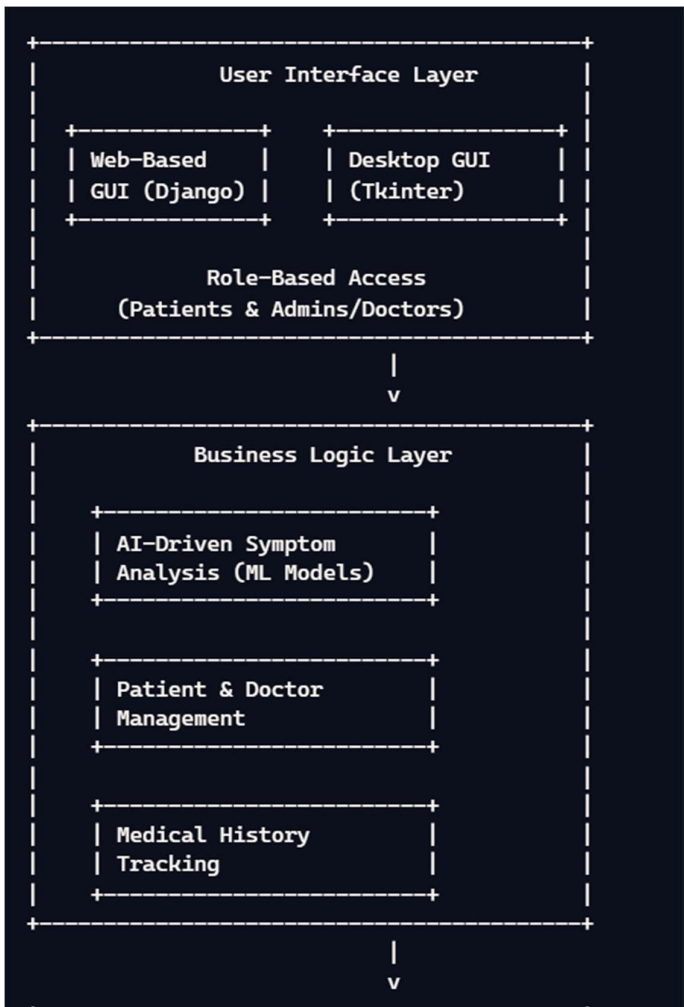 User Interface Layer
Web-Based Desktop GUI
GUI (Django) (Tkinter)
Role-Based Access
(Patients & Admins/Doctors)
v
Business Logic Layer
AI-Driven Symptom
Analysis (ML Models)
Patient & Doctor
Management
Medical History
Tracking
v